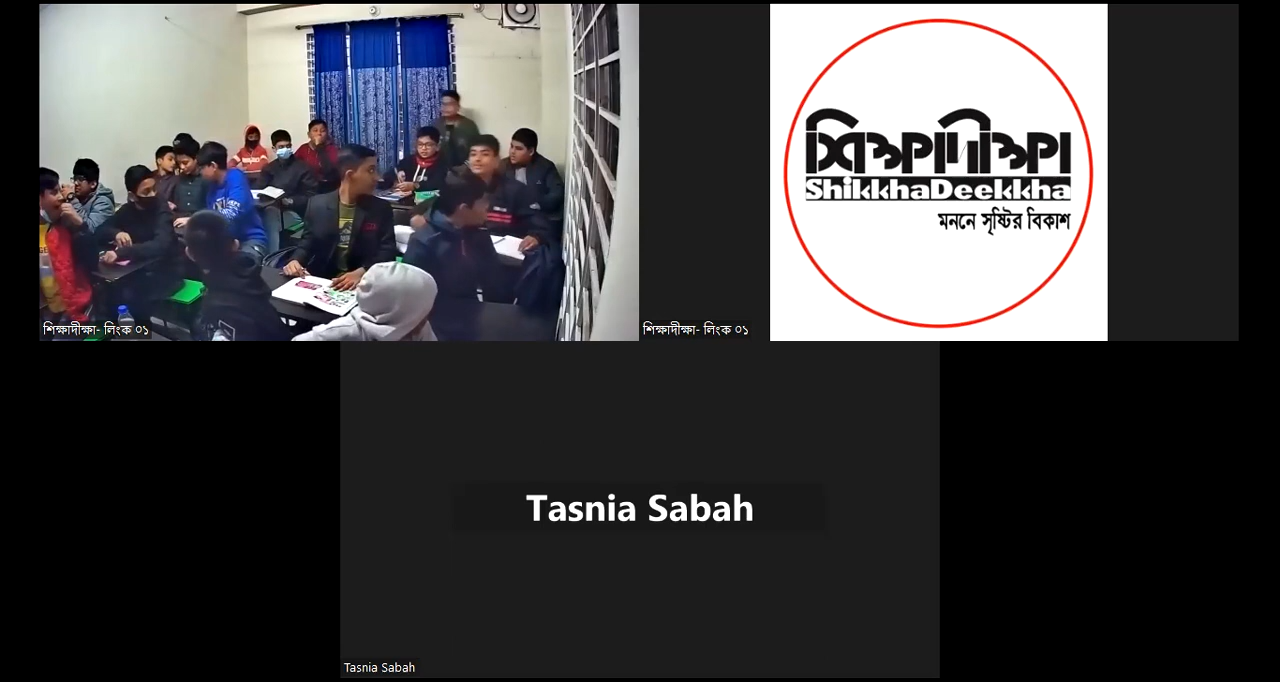 শিক্ষাদীক্ষা
ShikkhaDeekkha
মননে সৃষ্টির বিকাশ
শিক্ষাদীক্ষা- লিংক ০১
শিক্ষাদীক্ষা- লিংক ০১
Tasnia Sabah
Tasnia Sabah